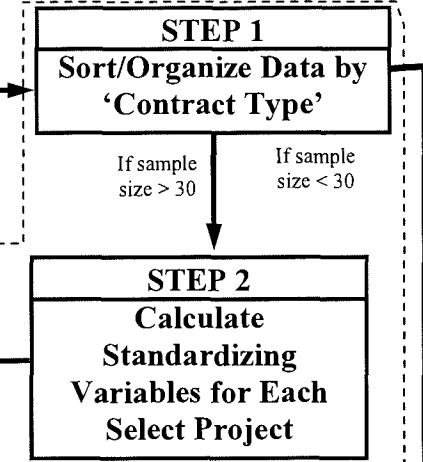 STEP 1
Sort/Organize Data by
‘Contract Type’
If sample
size > 30
If sample
size < 30
STEP 2
Calculate
Standardizing
Variables for Each
Select Project